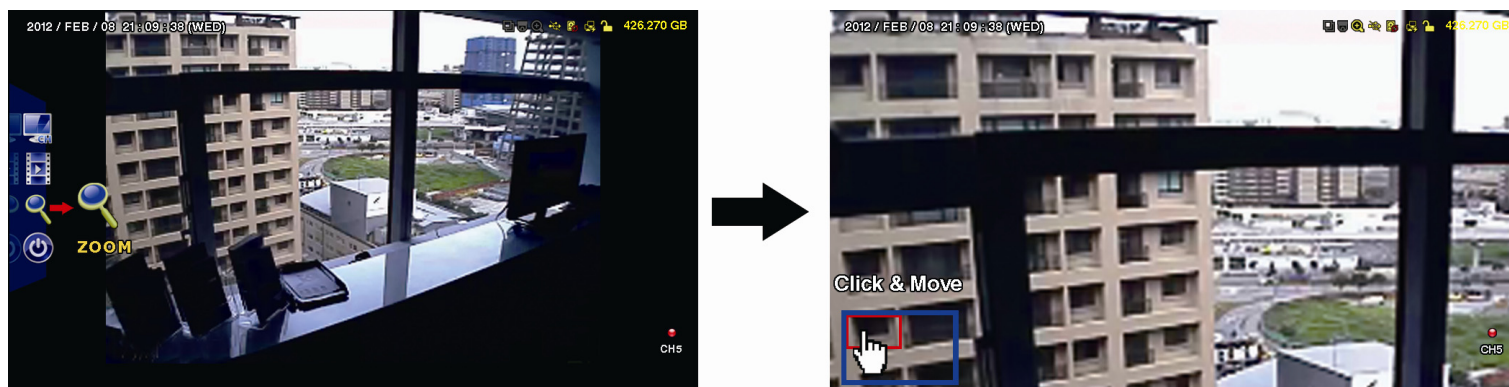 2012 / FEB / 08 21 : 09 : 38 (WED)
426.270 GB
CH
ZOOM
CH5
2012 / FEB / 08 21 : 09 : 38 (WED)
426.270 GB
Click & Move
CH5